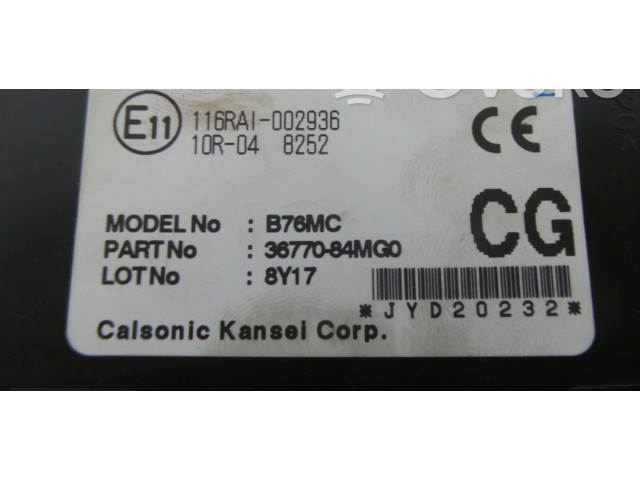 E11 116RAI-002936
10R-04 8252
CE
MODEL No : B76MC
PART No : 36770-84MG0
LOT No : 8Y17
CG
*JYD20232*
Calsonic Kansei Corp.